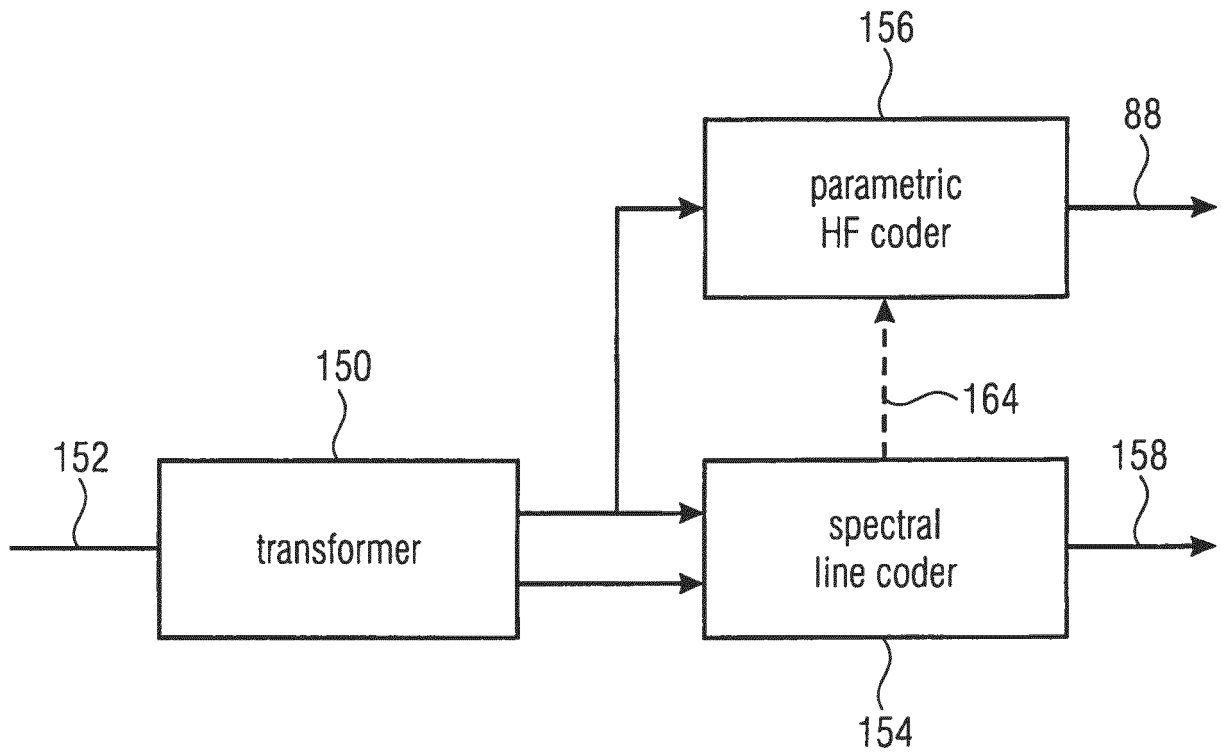 156
88
parametric
HF coder
150
164
152
158
transformer
spectral
line coder
154